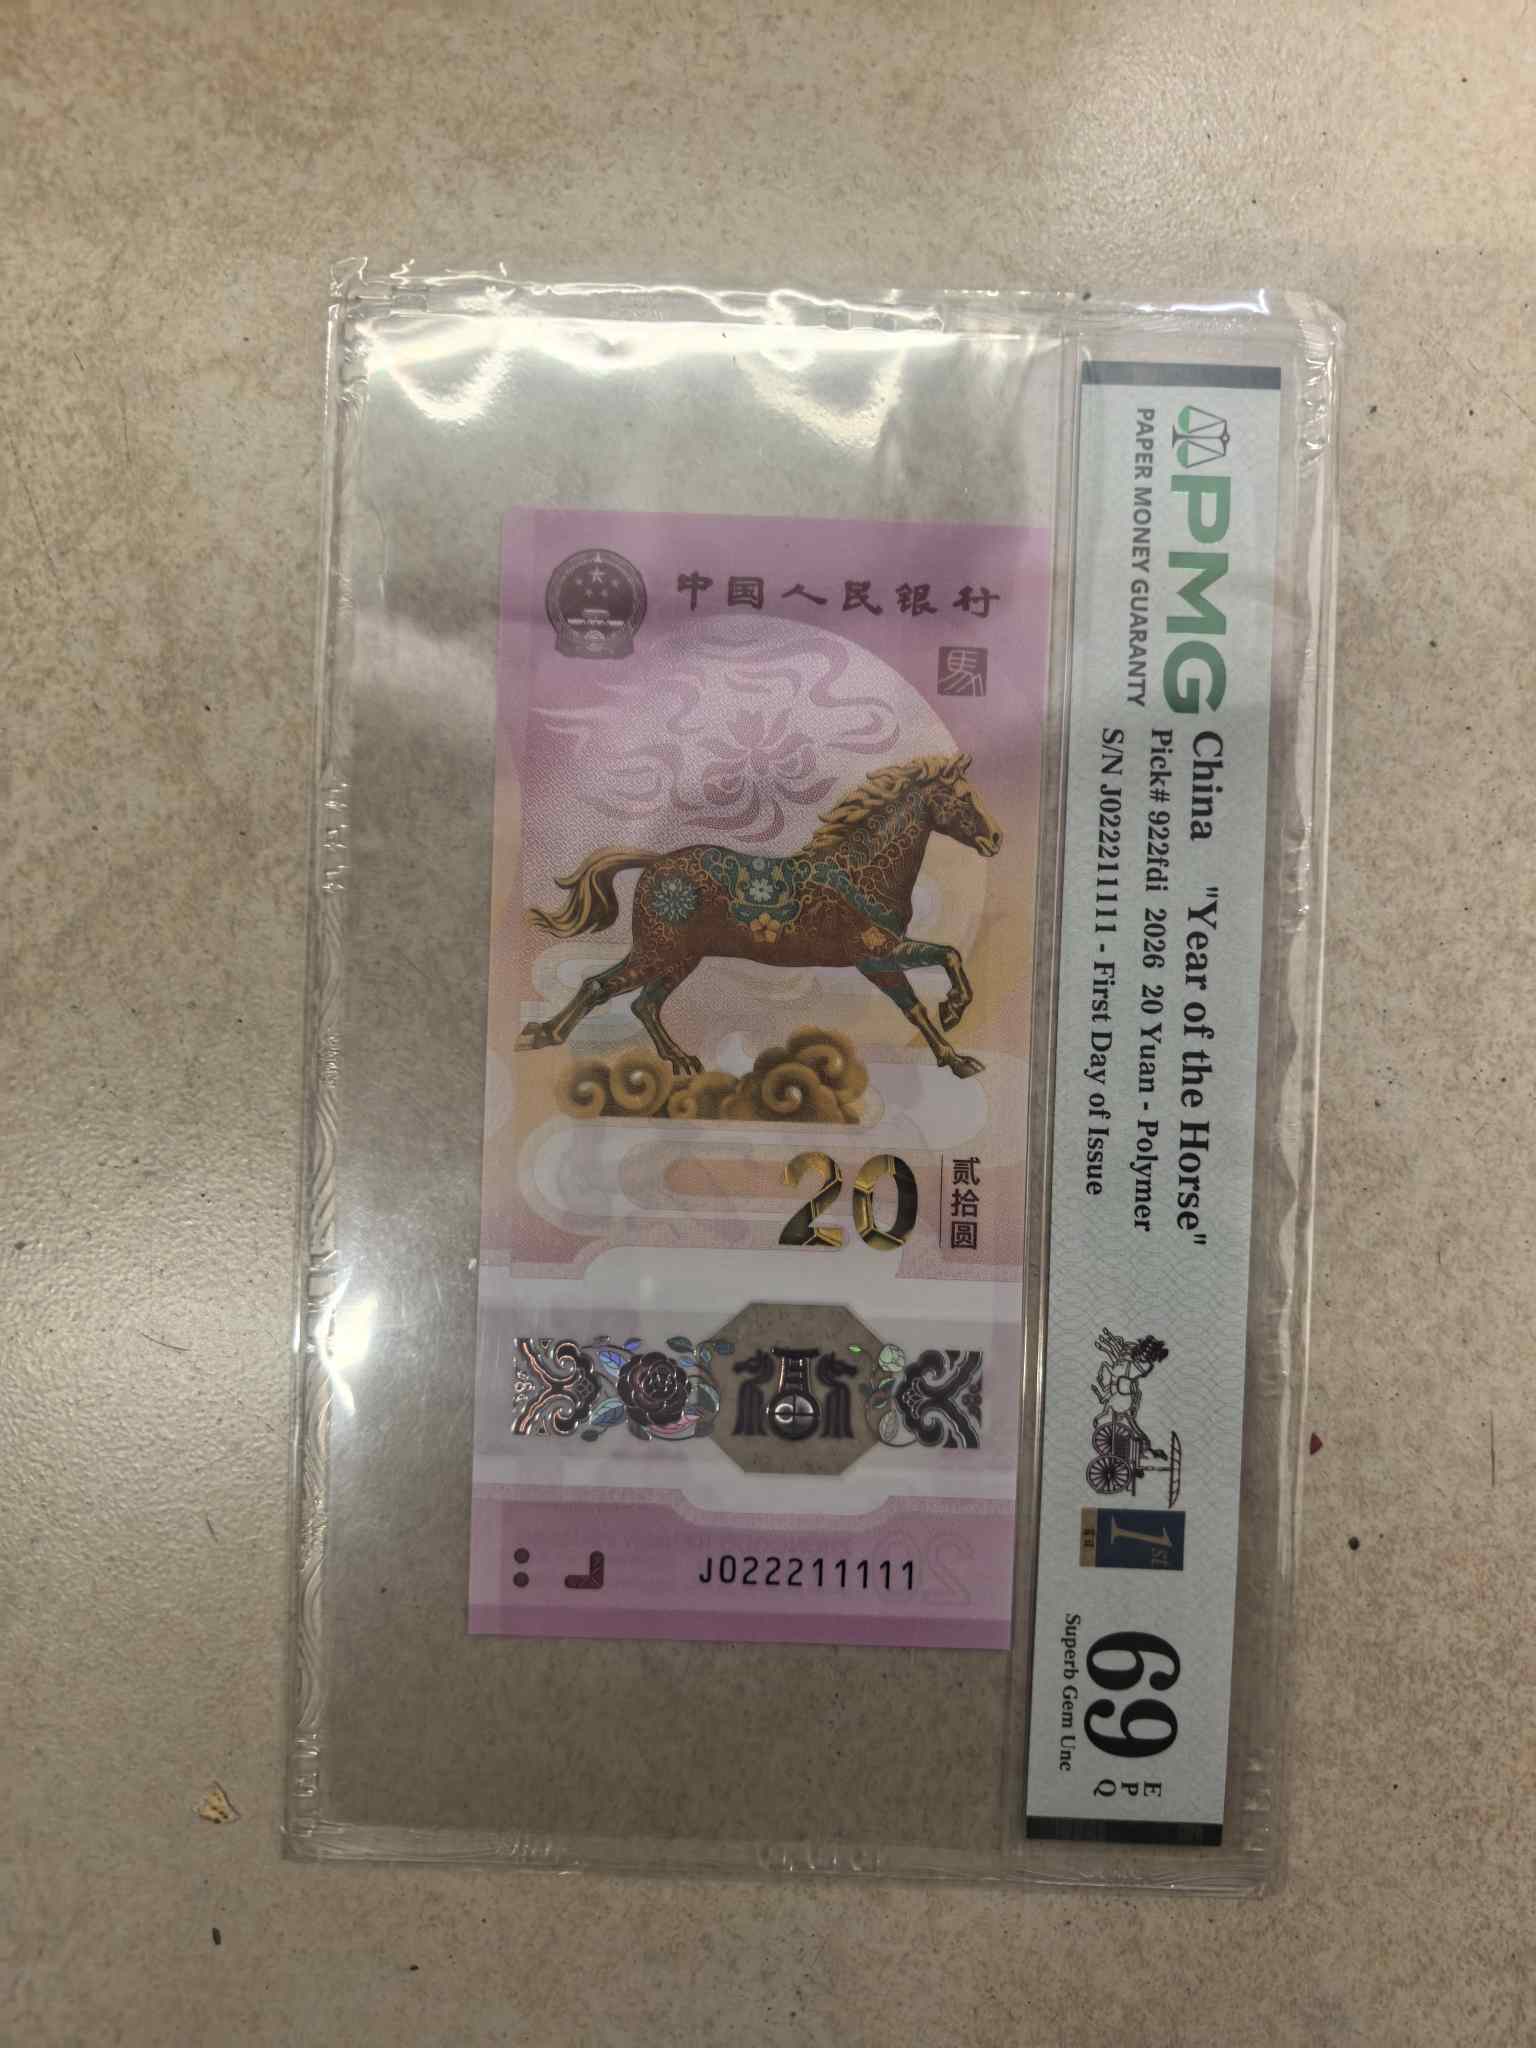 PMG
PAPER MONEY GUARANTY
China "Year of the Horse"
Pick# 922fdi 2026 20 Yuan - Polymer
S/N J022211111 - First Day of Issue
1st
69
EPQ
Superb Gem Unc
中国人民银行
馬
20
贰拾圆
J022211111
20